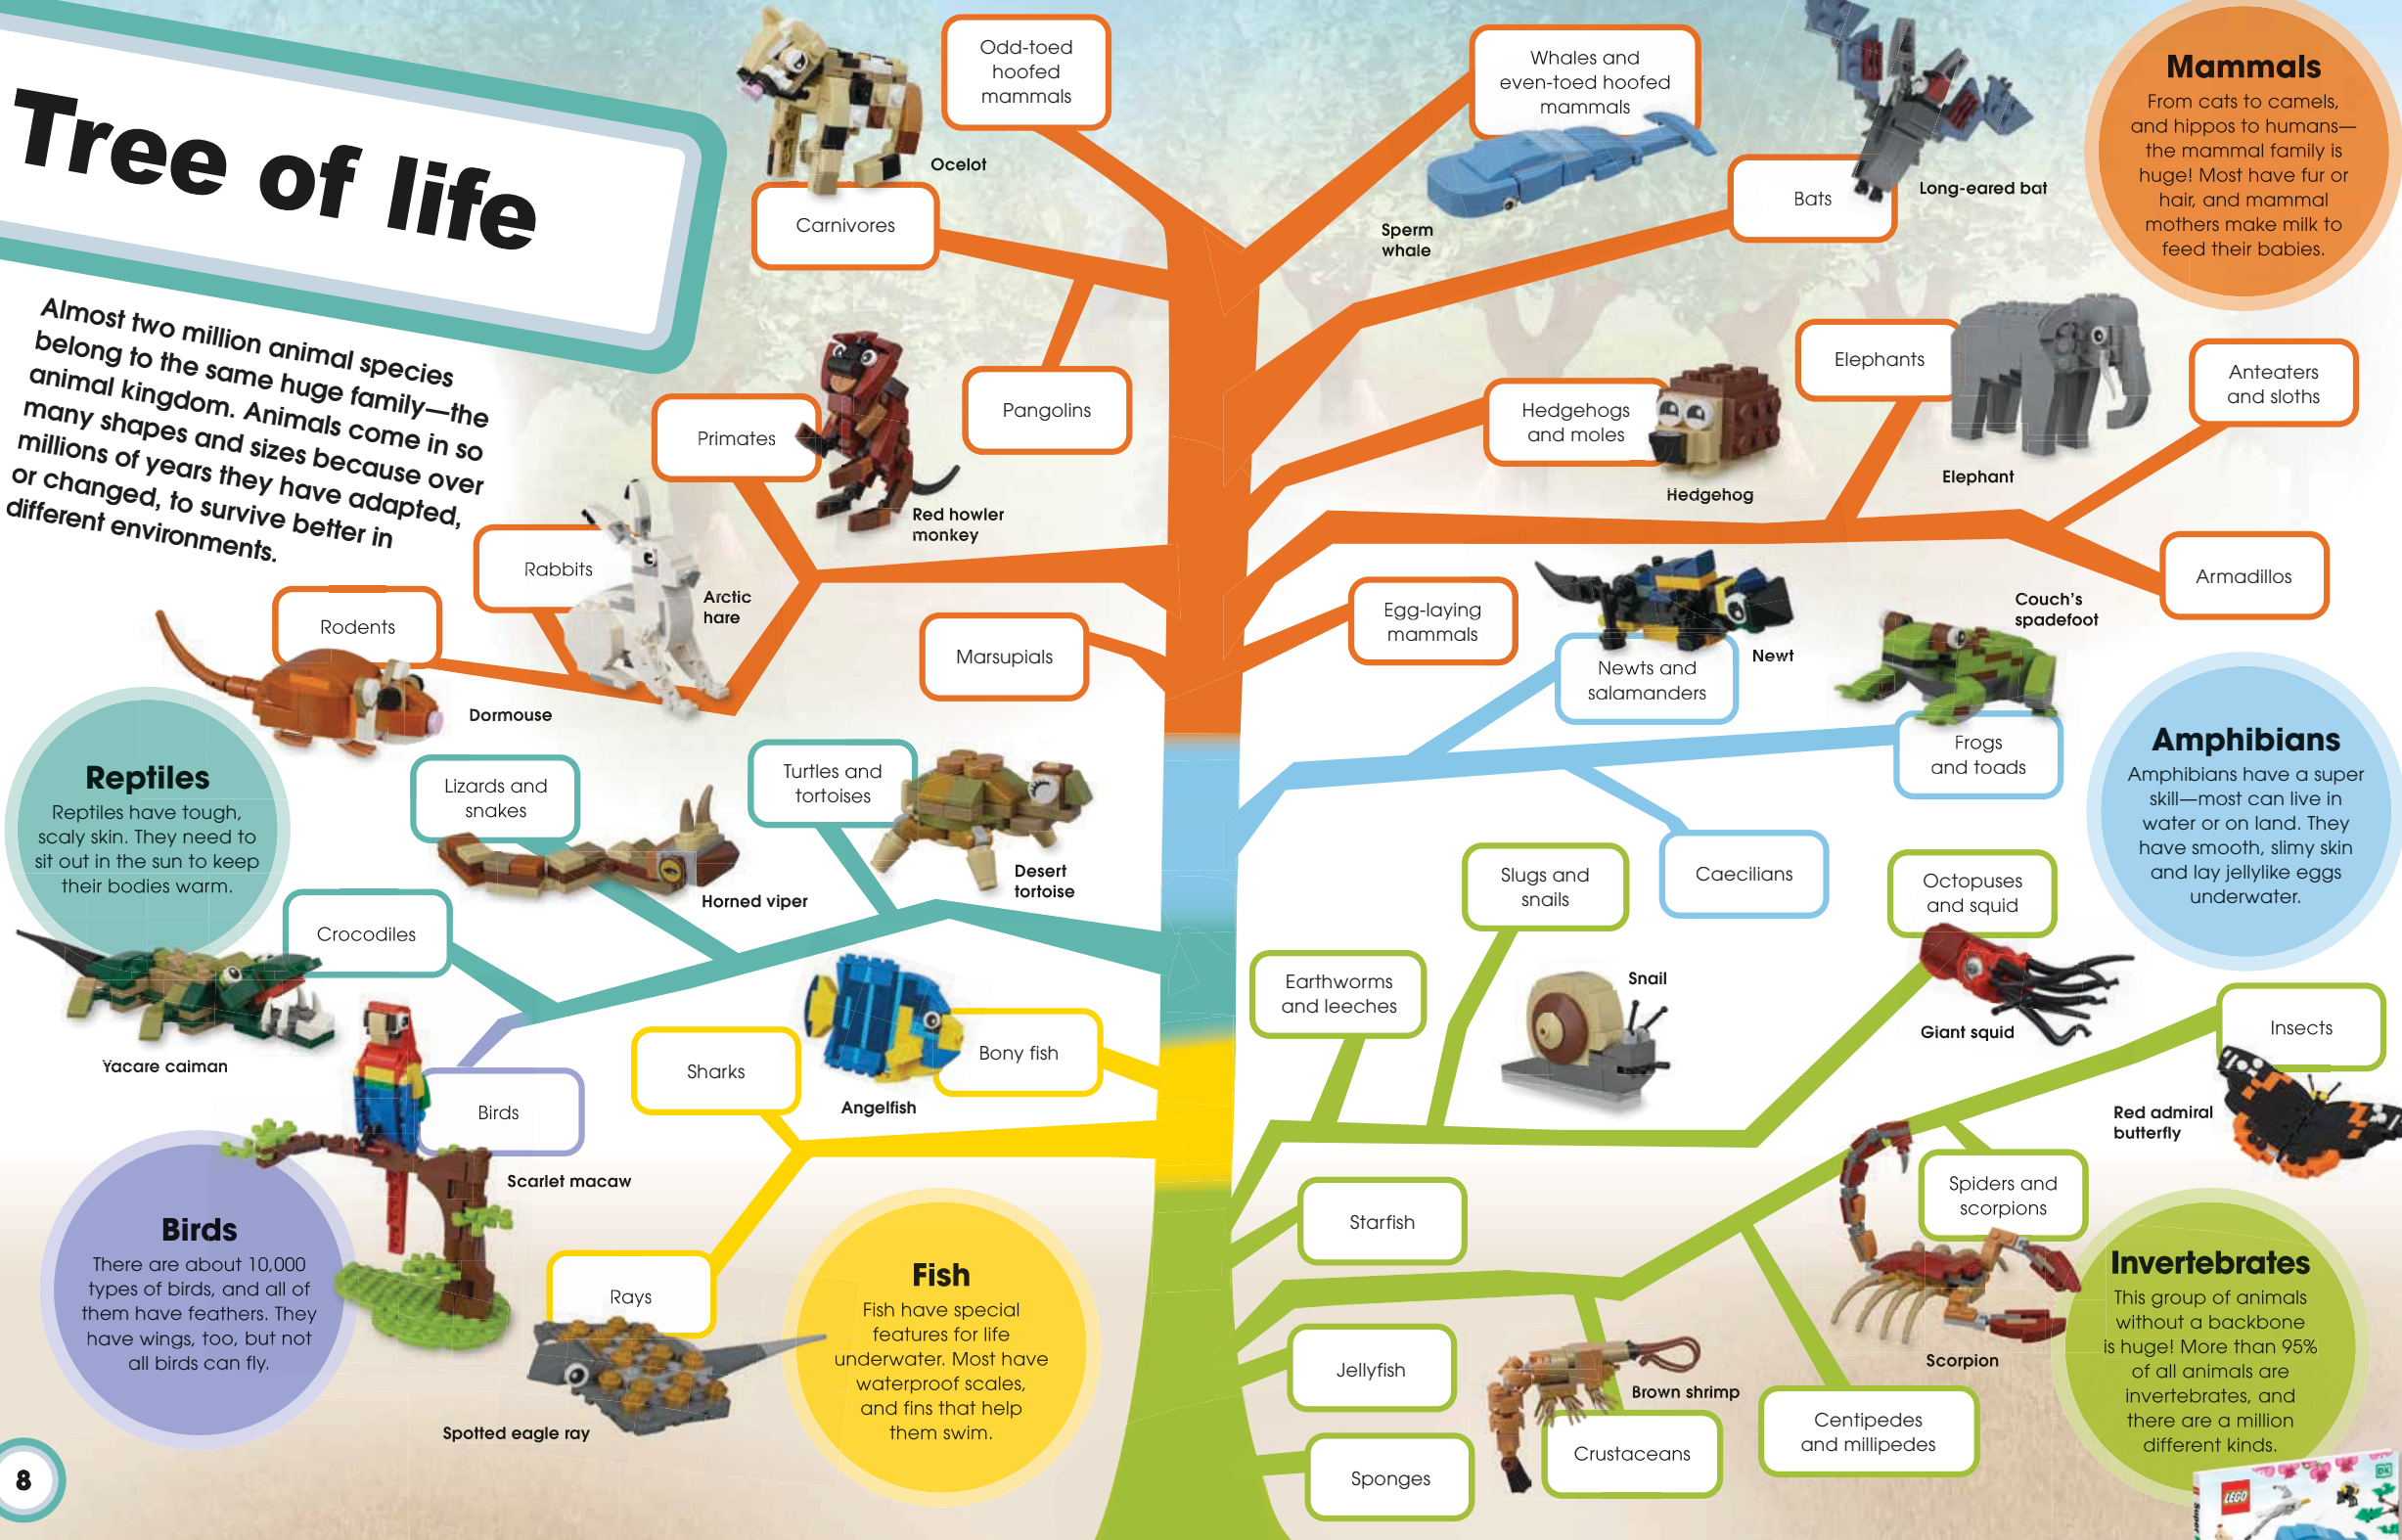 Tree of life
Almost two million animal species
belong to the same huge family—the
animal kingdom. Animals come in so
many shapes and sizes because over
millions of years they have adapted,
or changed, to survive better in
different environments.
Odd-toed
hoofed
mammals
Ocelot
Carnivores
Pangolins
Primates
Red howler
monkey
Rabbits
Arctic
hare
Rodents
Dormouse
Marsupials
Whales and
even-toed hoofed
mammals
Sperm
whale
Bats
Long-eared bat
Mammals
From cats to camels,
and hippos to humans—
the mammal family is
huge! Most have fur or
hair, and mammal
mothers make milk to
feed their babies.
Hedgehogs
and moles
Hedgehog
Elephants
Elephant
Anteaters
and sloths
Armadillos
Egg-laying
mammals
Newts and
salamanders
Newt
Couch’s
spadefoot
Frogs
and toads
Caecilians
Amphibians
Amphibians have a super
skill—most can live in
water or on land. They
have smooth, slimy skin
and lay jellylike eggs
underwater.
Reptiles
Reptiles have tough,
scaly skin. They need to
sit out in the sun to keep
their bodies warm.
Lizards and
snakes
Horned viper
Turtles and
tortoises
Desert
tortoise
Crocodiles
Yacare caiman
Birds
Scarlet macaw
Birds
There are about 10,000
types of birds, and all of
them have feathers. They
have wings, too, but not
all birds can fly.
Sharks
Bony fish
Angelfish
Rays
Spotted eagle ray
Fish
Fish have special
features for life
underwater. Most have
waterproof scales,
and fins that help
them swim.
Slugs and
snails
Snail
Earthworms
and leeches
Octopuses
and squid
Giant squid
Insects
Red admiral
butterfly
Spiders and
scorpions
Scorpion
Starfish
Jellyfish
Sponges
Brown shrimp
Crustaceans
Centipedes
and millipedes
Invertebrates
This group of animals
without a backbone
is huge! More than 95%
of all animals are
invertebrates, and
there are a million
different kinds.
8
LEGO
DK